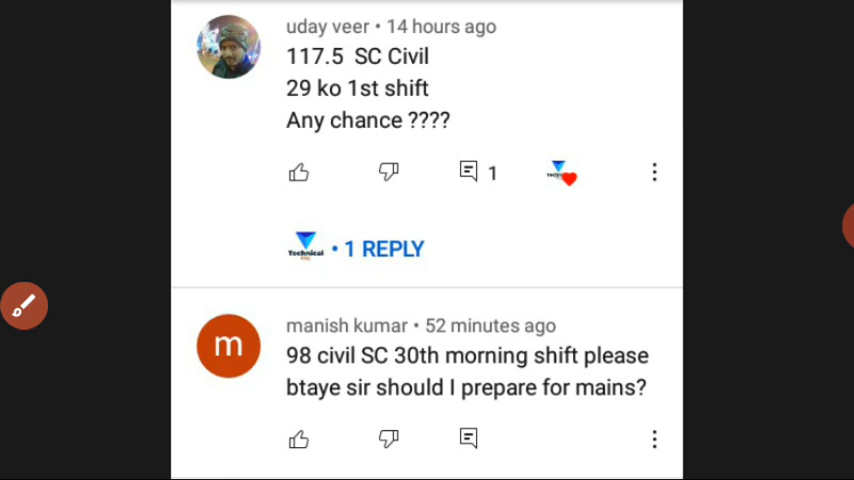 uday veer • 14 hours ago
117.5 SC Civil
29 ko 1st shift
Any chance ????
1
Technical
• 1 REPLY
m
manish kumar • 52 minutes ago
98 civil SC 30th morning shift please
btaye sir should I prepare for mains?